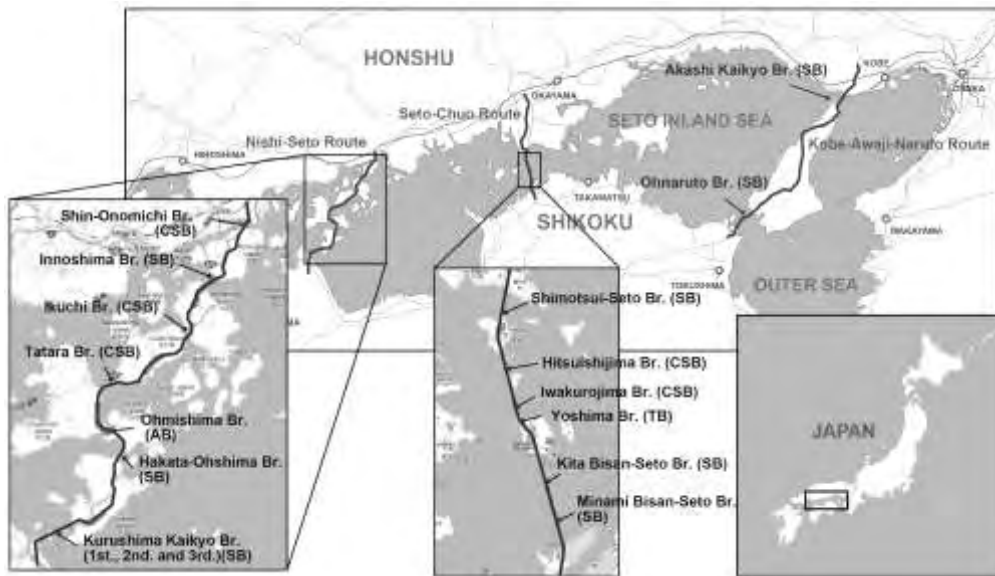 HONSHU
Akashi Kaikyo Br. (SB)
KOBE
OKAYAMA
Seto-Chuo Route
SETO INLAND SEA
Nishi-Seto Route
HIROSHIMA
Kobe-Awaji-Naruto Route
Ohnaruto Br. (SB)
TAKAMATSU
SHIKOKU
WAKAYAMA
TOKUSHIMA
OUTER SEA
Shin-Onomichi Br.
(CSB)
Innoshima Br. (SB)
Ikuchi Br. (CSB)
Tatara Br. (CSB)
Ohmishima Br.
(AB)
Hakata-Ohshima Br.
(SB)
Kurushima Kaikyo Br.
(1st., 2nd. and 3rd.)(SB)
Shimotsui-Seto Br. (SB)
Hitsuishijima Br. (CSB)
Iwakurojima Br. (CSB)
Yoshima Br. (TB)
Kita Bisan-Seto Br. (SB)
Minami Bisan-Seto Br.
(SB)
JAPAN